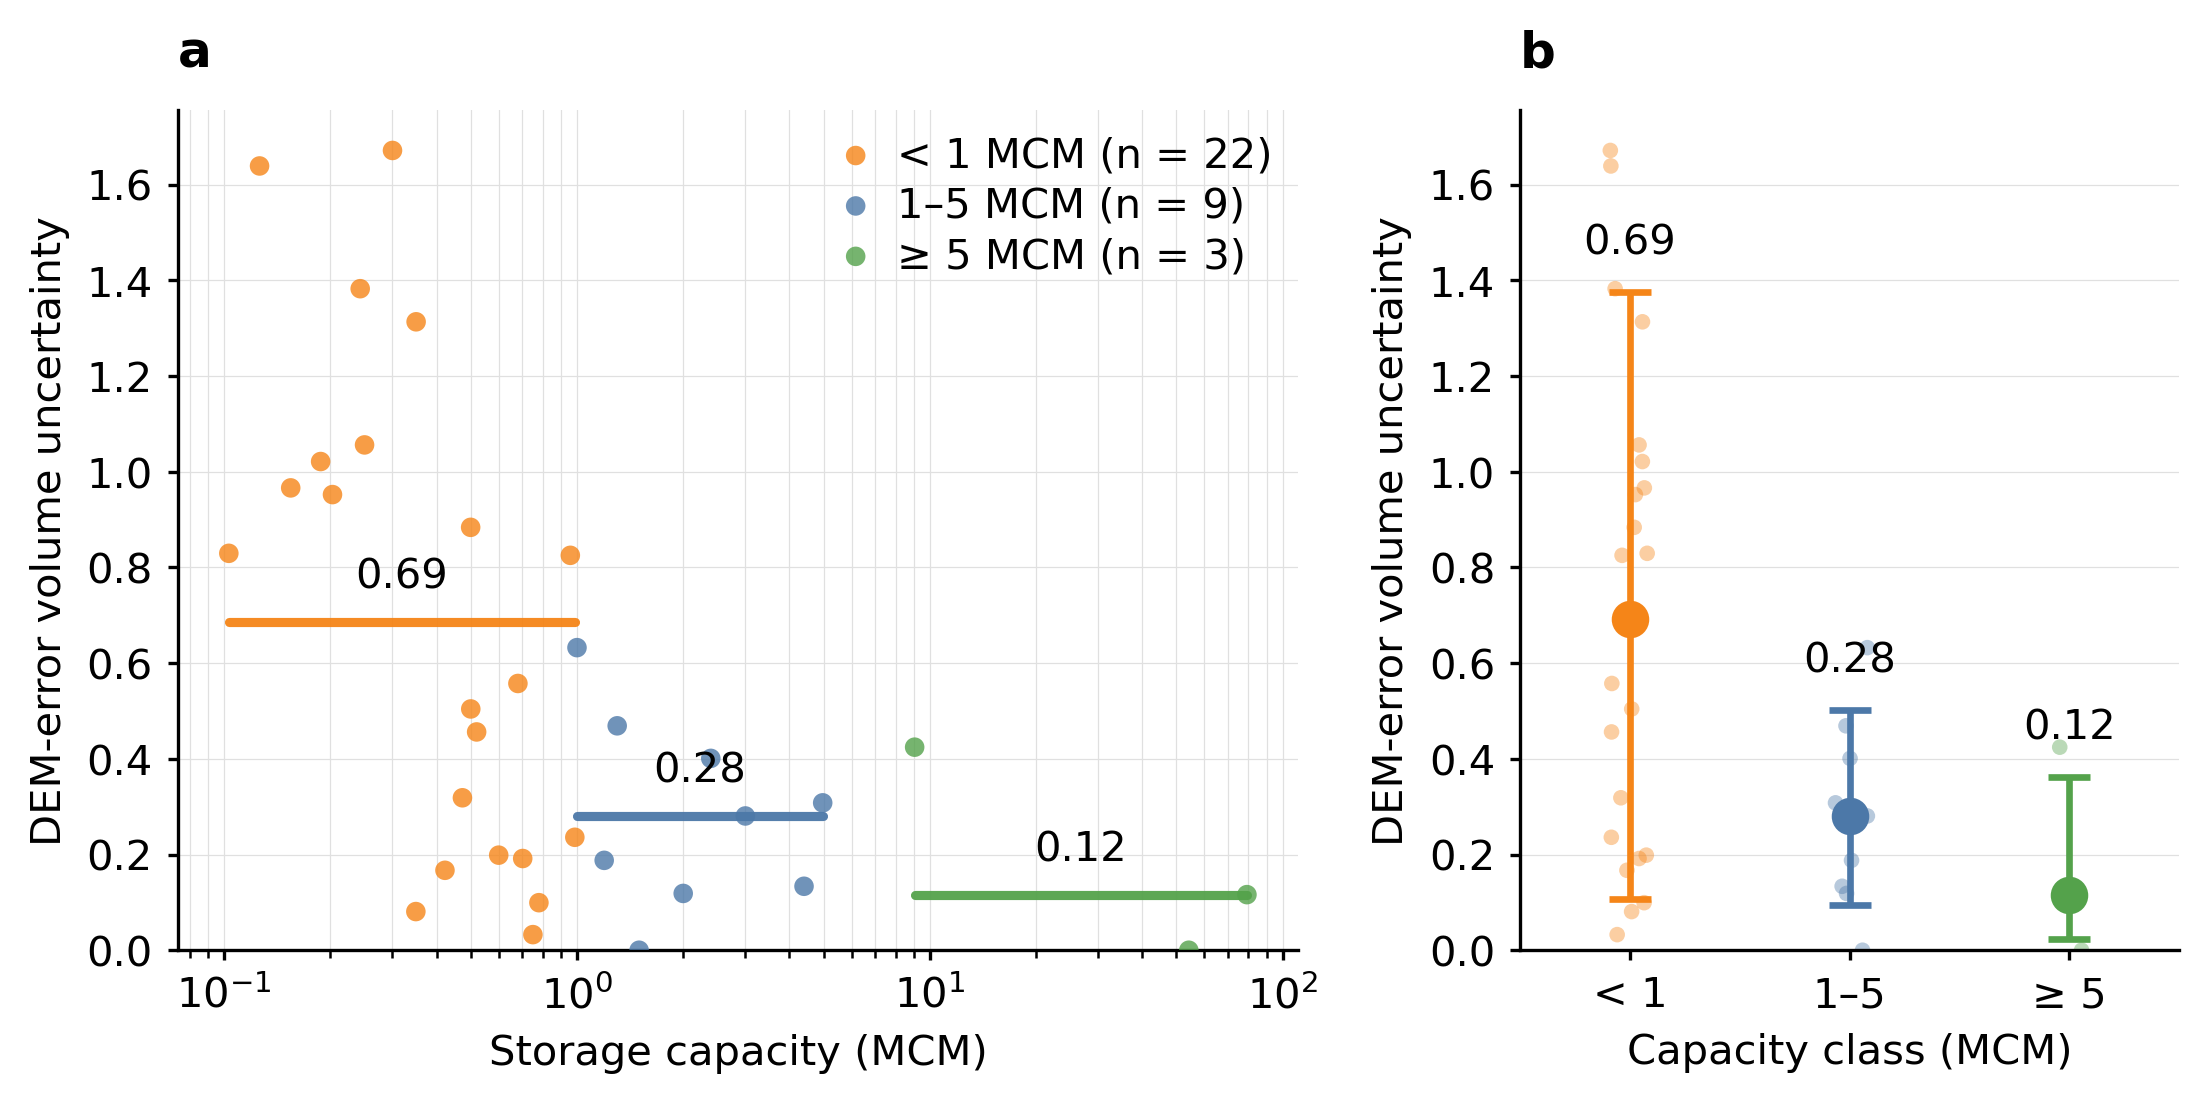 a
DEM-error volume uncertainty
1.6
1.4
1.2
1.0
0.8
0.6
0.4
0.2
0.0
< 1 MCM (n = 22)
1–5 MCM (n = 9)
≥ 5 MCM (n = 3)
0.69
0.28
0.12
10⁻¹ 10⁰ 10¹ 10²
Storage capacity (MCM)
b
DEM-error volume uncertainty
1.6
1.4
1.2
1.0
0.8
0.6
0.4
0.2
0.0
0.69
0.28
0.12
< 1 1–5 ≥ 5
Capacity class (MCM)